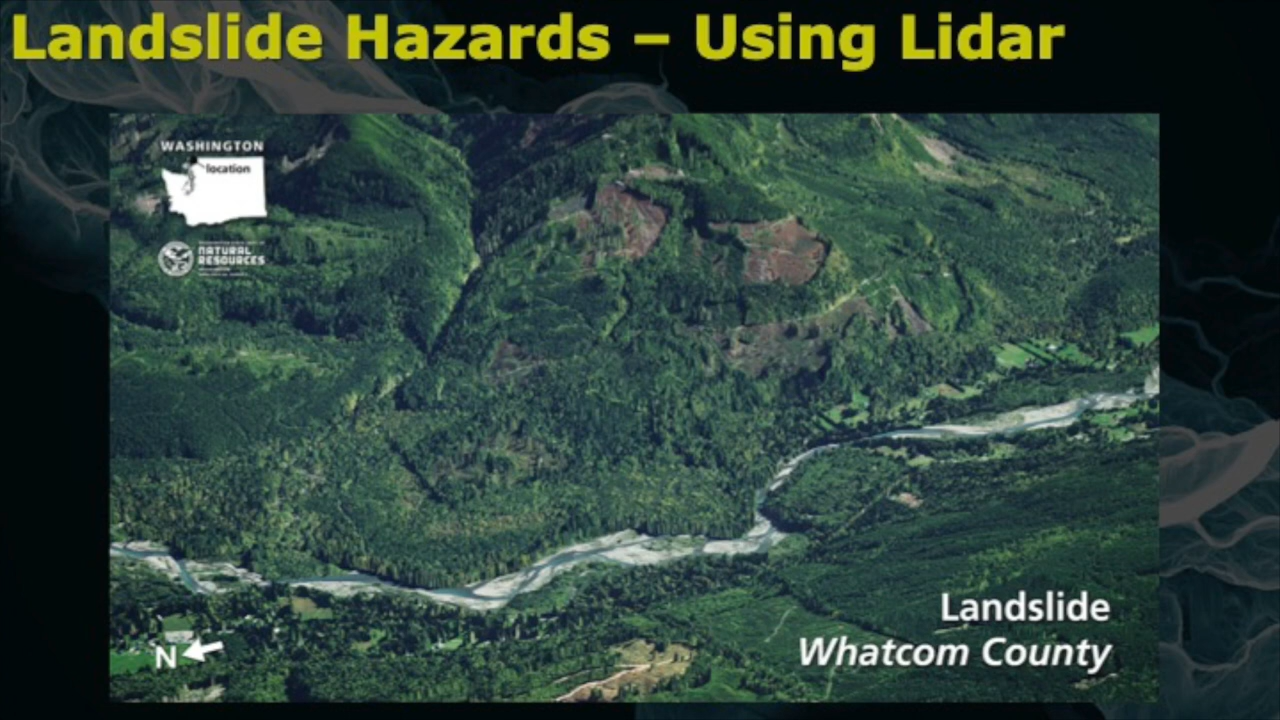 Landslide Hazards – Using Lidar
WASHINGTON
location
NATURAL
RESOURCES
Landslide
Whatcom County
N